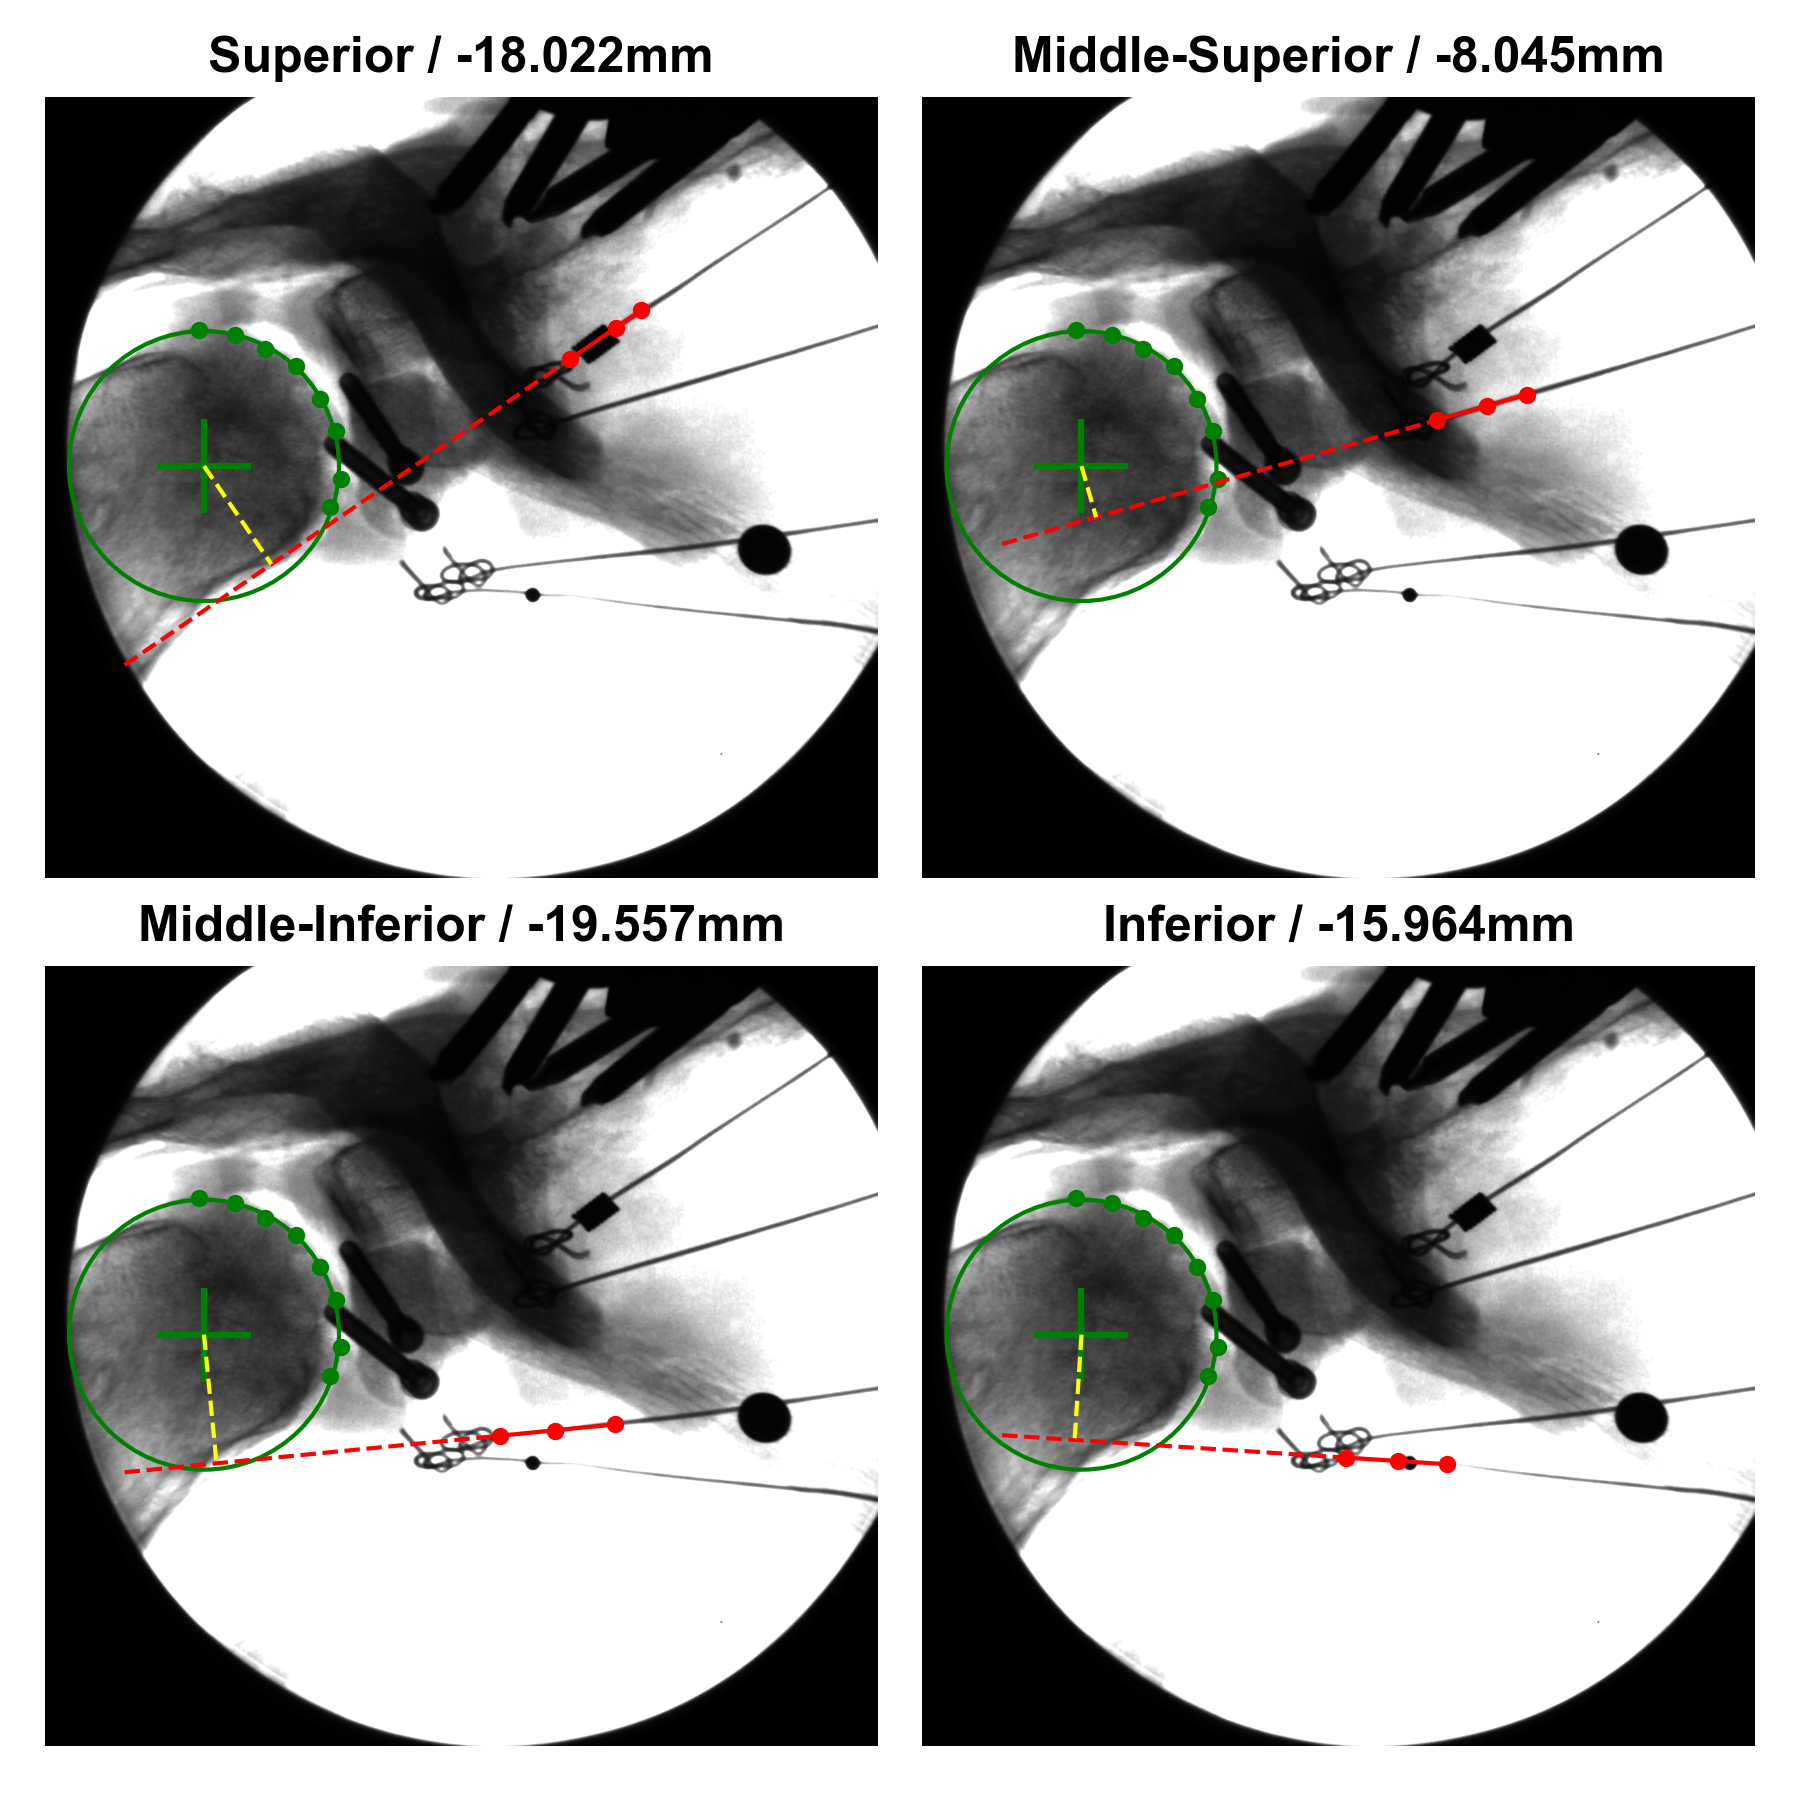 Superior / -18.022mm
Middle-Superior / -8.045mm
Middle-Inferior / -19.557mm
Inferior / -15.964mm